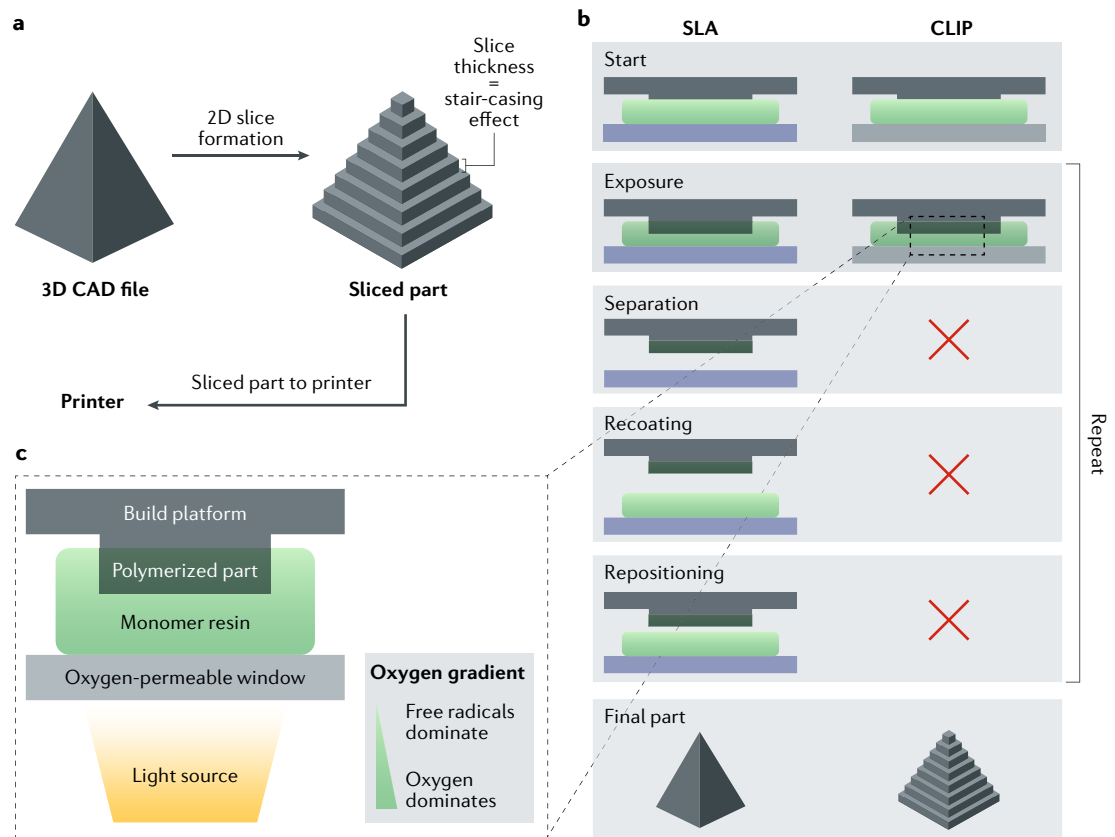 a
2D slice
formation
Slice
thickness
=
stair-casing
effect
3D CAD file
Sliced part
Sliced part to printer
Printer
b
SLA
CLIP
Start
Exposure
Separation
Recoating
Repositioning
Final part
Repeat
c
Build platform
Polymerized part
Monomer resin
Oxygen-permeable window
Light source
Oxygen gradient
Free radicals
dominate
Oxygen
dominates